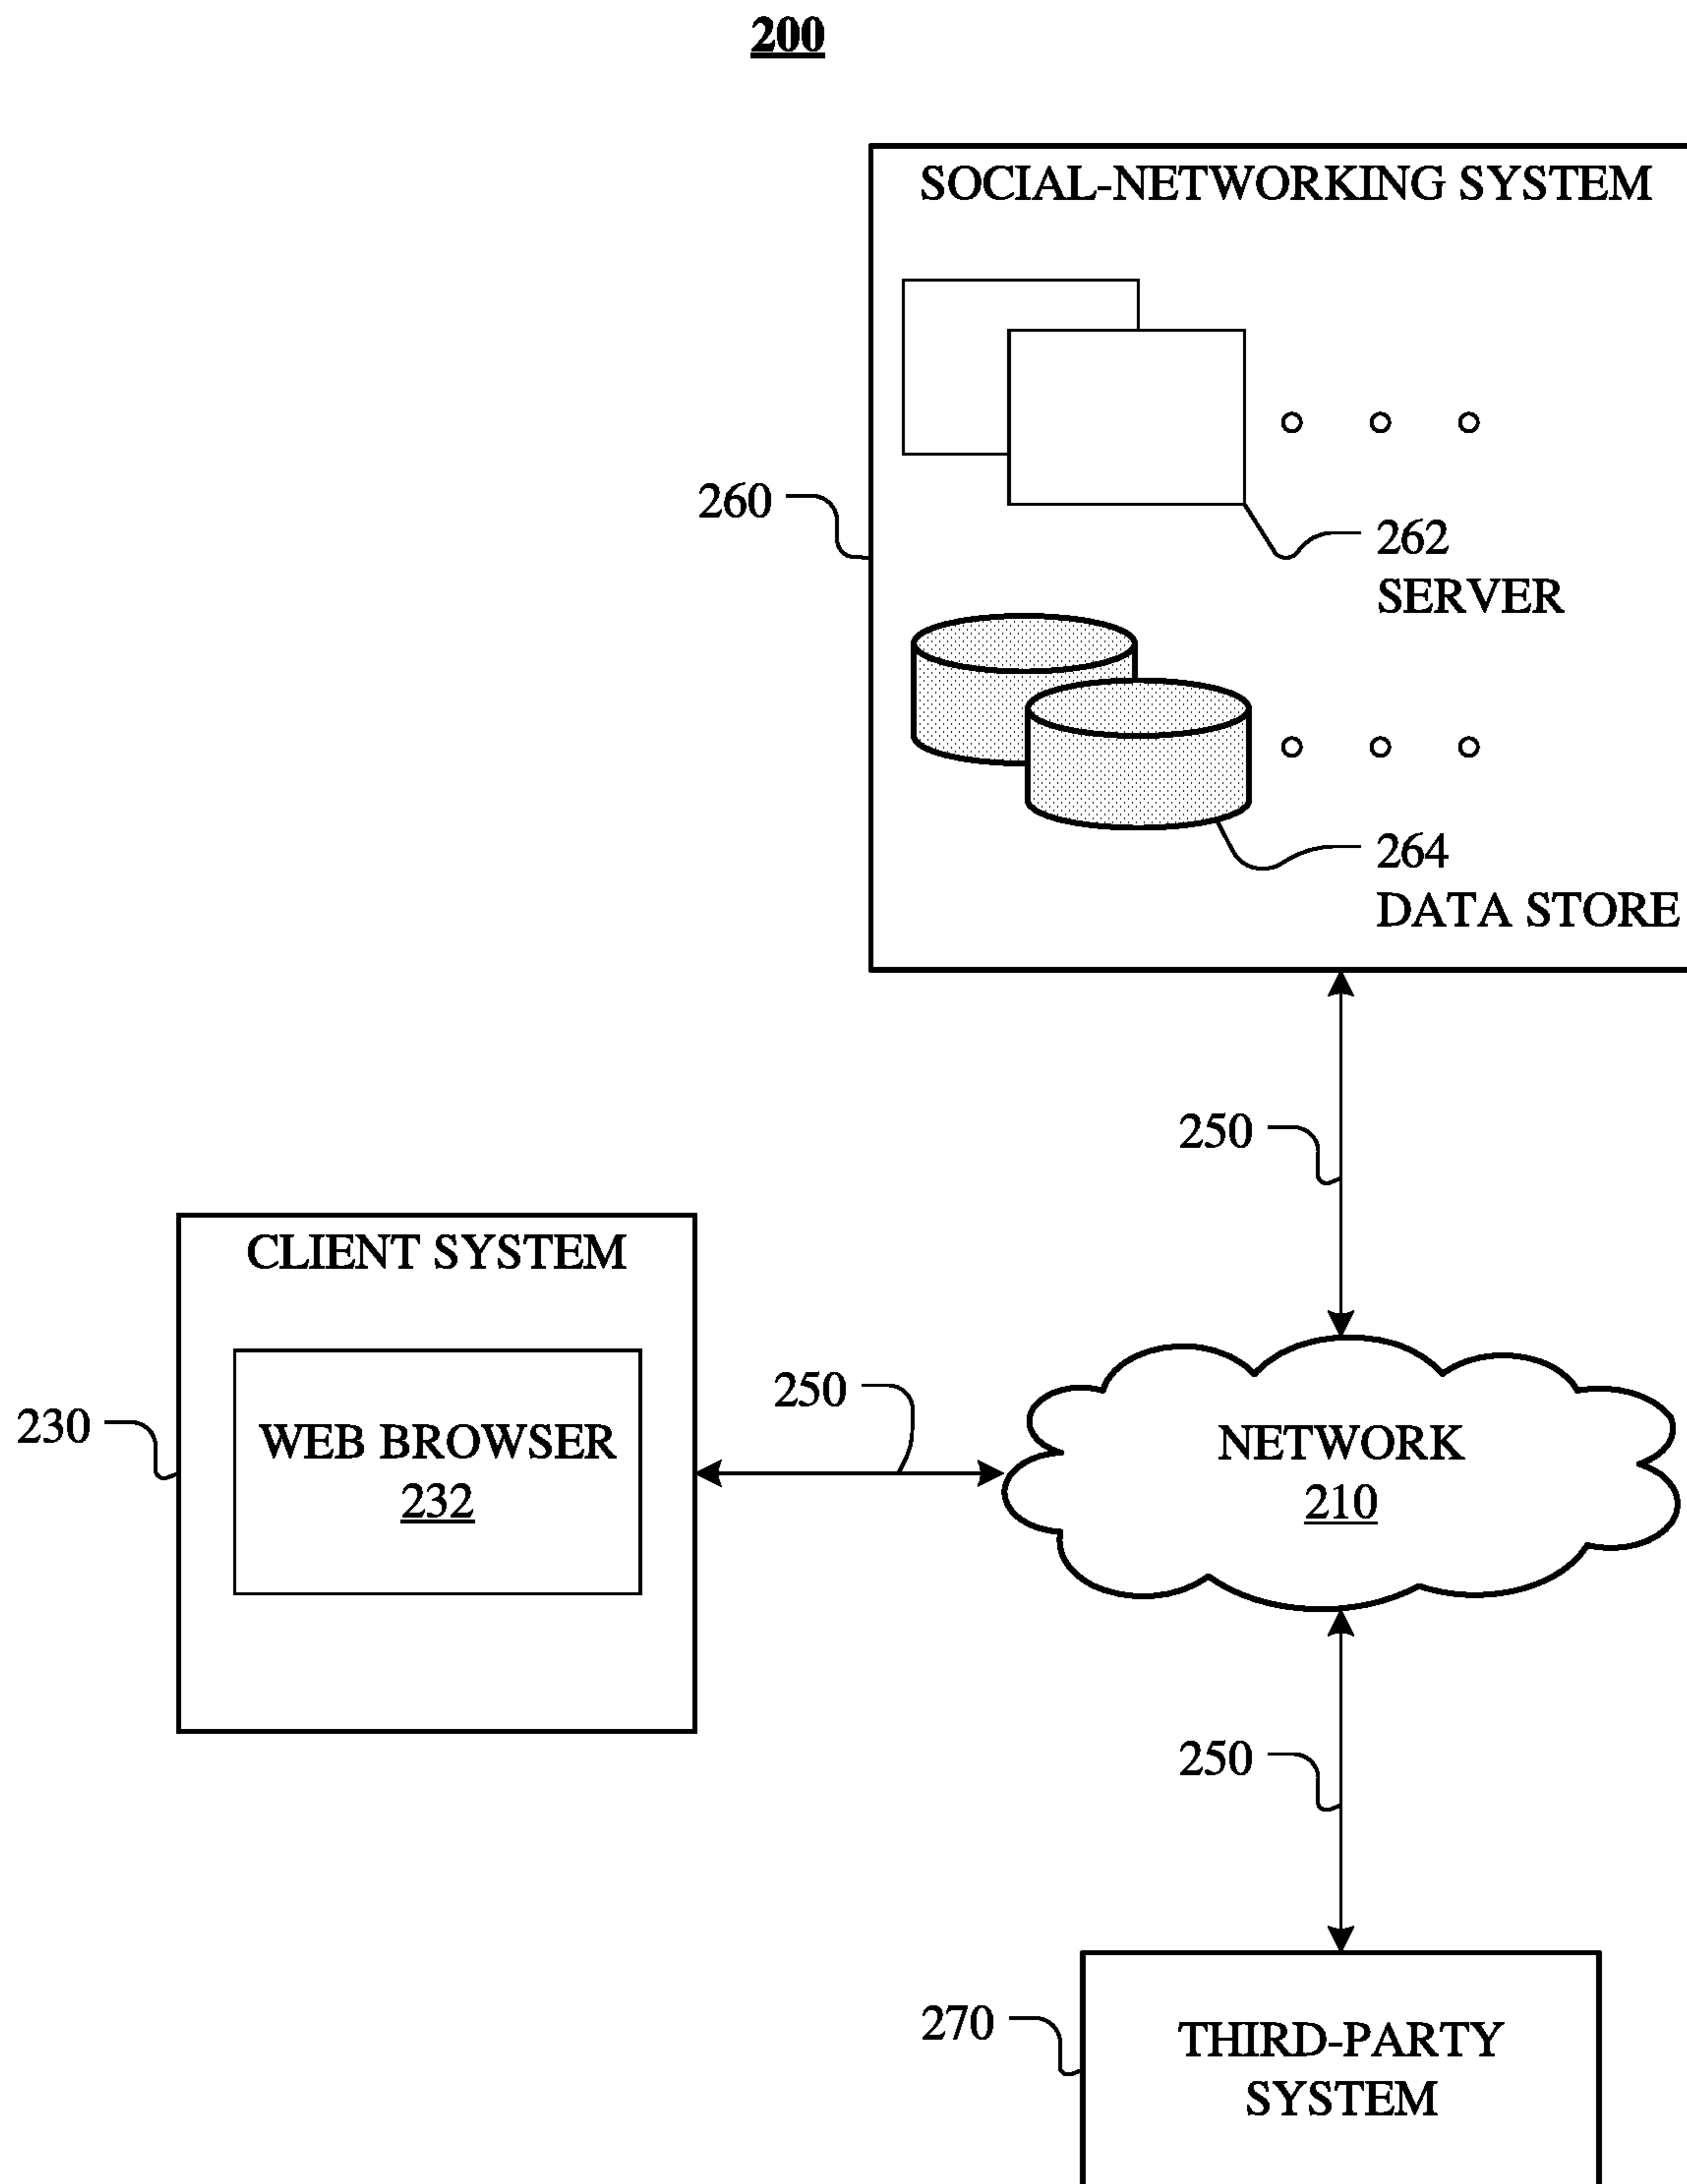 200
SOCIAL-NETWORKING SYSTEM
260
262
SERVER
264
DATA STORE
250
CLIENT SYSTEM
230
WEB BROWSER
232
250
NETWORK
210
250
270
THIRD-PARTY
SYSTEM